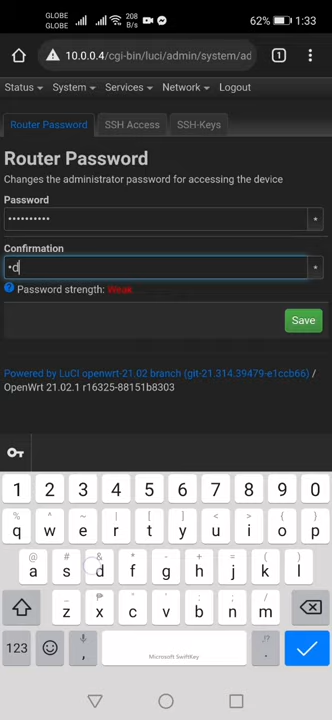 GLOBE
GLOBE
208
B/s
62%
1:33
10.0.0.4/cgi-bin/luci/admin/system/ad
1
Status System Services Network Logout
Router Password SSH Access SSH-Keys
Router Password
Changes the administrator password for accessing the device
Password
••••••••••
*
Confirmation
•d
*
Password strength: Weak
Save
Powered by LuCI openwrt-21.02 branch (git-21.314.39479-e1ccb66) /
OpenWrt 21.02.1 r16325-88151b8303
1 2 3 4 5 6 7 8 9 0
% ^ ~ | [ ] < > { }
q w e r t y u i o p
@ # & * - + = ( )
a s d f g h j k l
_ ₱ " ' : ; /
z x c v b n m
123 , Microsoft SwiftKey .